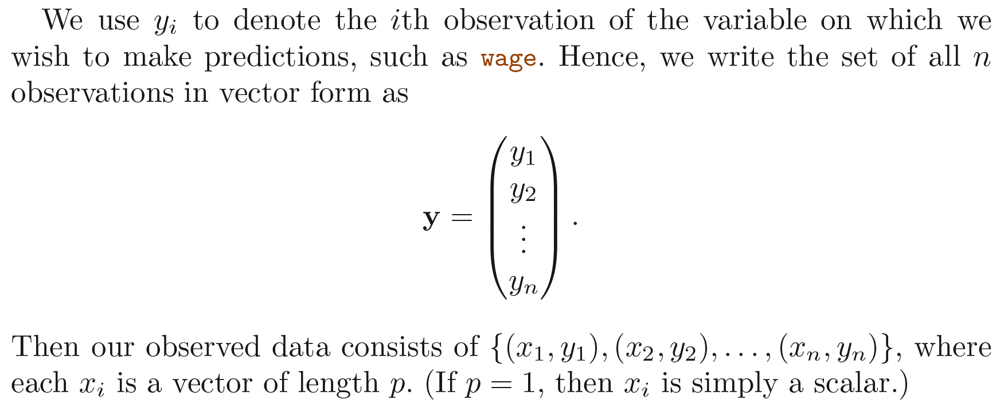 We use $y_i$ to denote the $i$th observation of the variable on which we
wish to make predictions, such as wage. Hence, we write the set of all $n$
observations in vector form as
$$\mathbf{y} = \begin{pmatrix} y_1 \\ y_2 \\ \vdots \\ y_n \end{pmatrix}.$$
Then our observed data consists of $\{(x_1, y_1), (x_2, y_2), \ldots, (x_n, y_n)\}$, where
each $x_i$ is a vector of length $p$. (If $p = 1$, then $x_i$ is simply a scalar.)